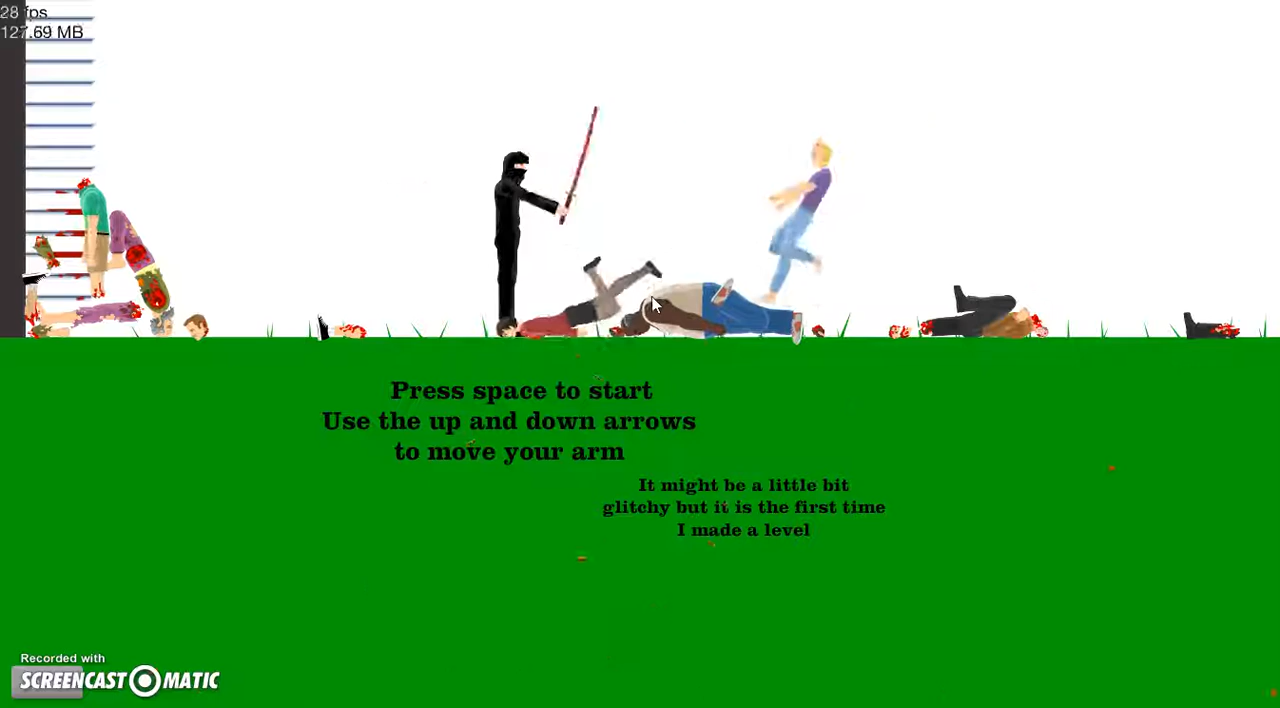 28 fps
127.69 MB
Press space to start
Use the up and down arrows
to move your arm
It might be a little bit
glitchy but it is the first time
I made a level
Recorded with
SCREENCAST MATIC